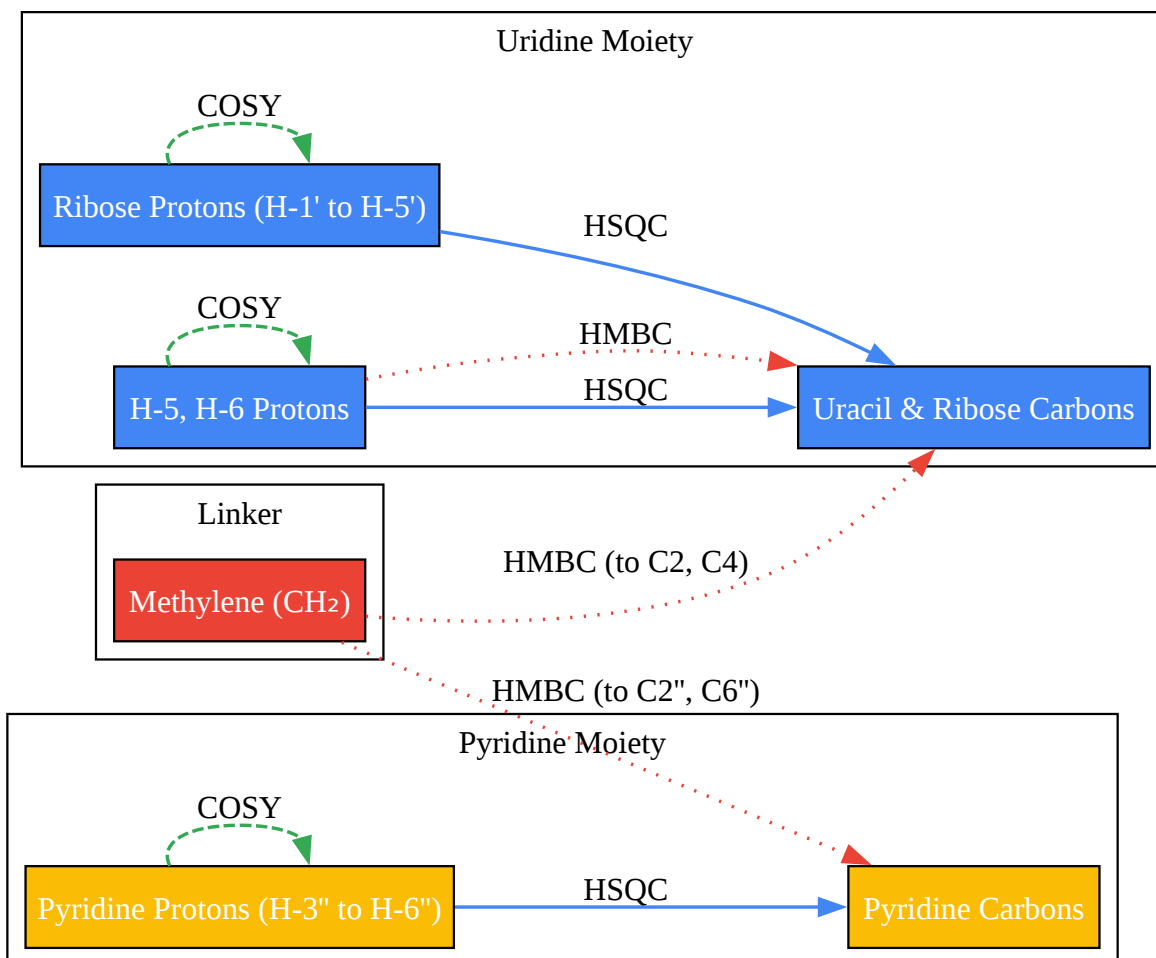 Uridine Moiety
COSY
Ribose Protons (H-1' to H-5')
HSQC
COSY
HMBC
H-5, H-6 Protons
HSQC
Uracil & Ribose Carbons
Linker
Methylene (CH₂)
HMBC (to C2, C4)
HMBC (to C2", C6")
Pyridine Moiety
COSY
Pyridine Protons (H-3" to H-6")
HSQC
Pyridine Carbons